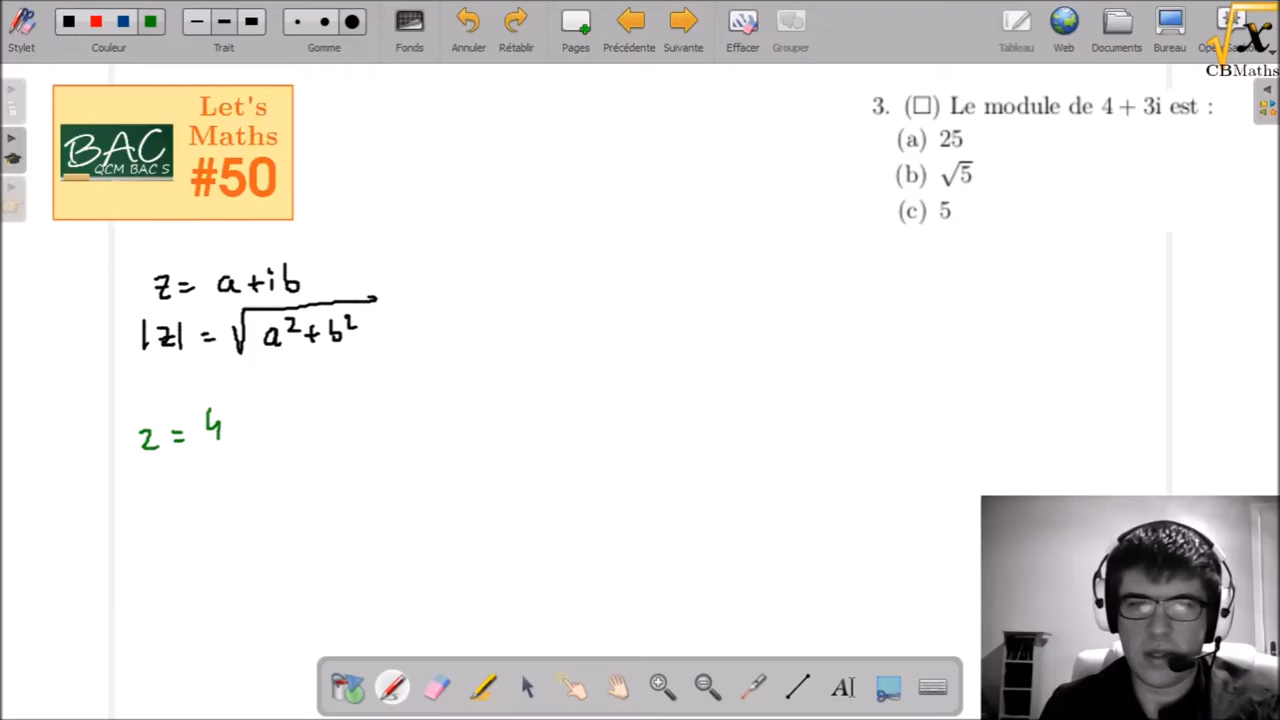 Stylet
Couleur
Trait
Gomme
Fonds
Annuler
Rétablir
Pages
Précédente
Suivante
Effacer
Grouper
Tableau
Web
Documents
Bureau
√x
CBMaths
BAC
QCM BAC S
Let's
Maths
#50
3. (□) Le module de 4 + 3i est :
(a) 25
(b) √5
(c) 5
z = a+ib
|z| = √a²+b²
z = 4
AI